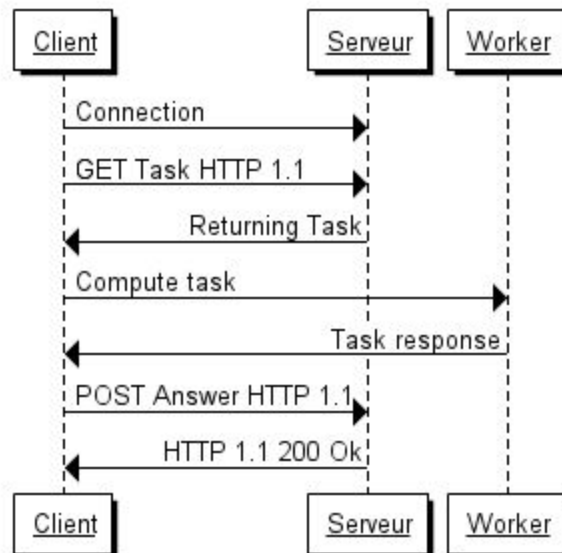 Client Serveur Worker
Connection
GET Task HTTP 1.1
Returning Task
Compute task
Task response
POST Answer HTTP 1.1
HTTP 1.1 200 Ok
Client Serveur Worker